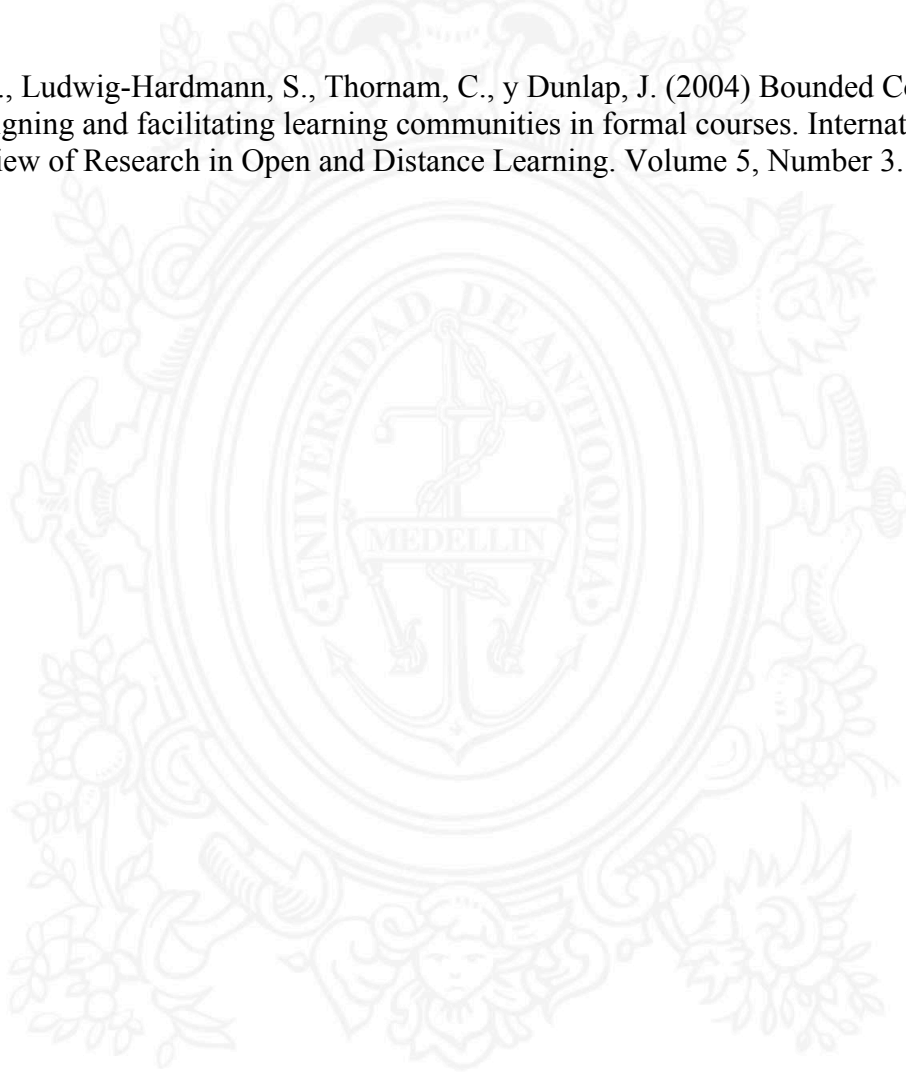 ., Ludwig-Hardmann, S., Thornam, C., y Dunlap, J. (2004) Bounded Co
gning and facilitating learning communities in formal courses. Internat
iew of Research in Open and Distance Learning. Volume 5, Number 3.
UNIVERSIDAD DE ANTIOQUIA
MEDELLIN